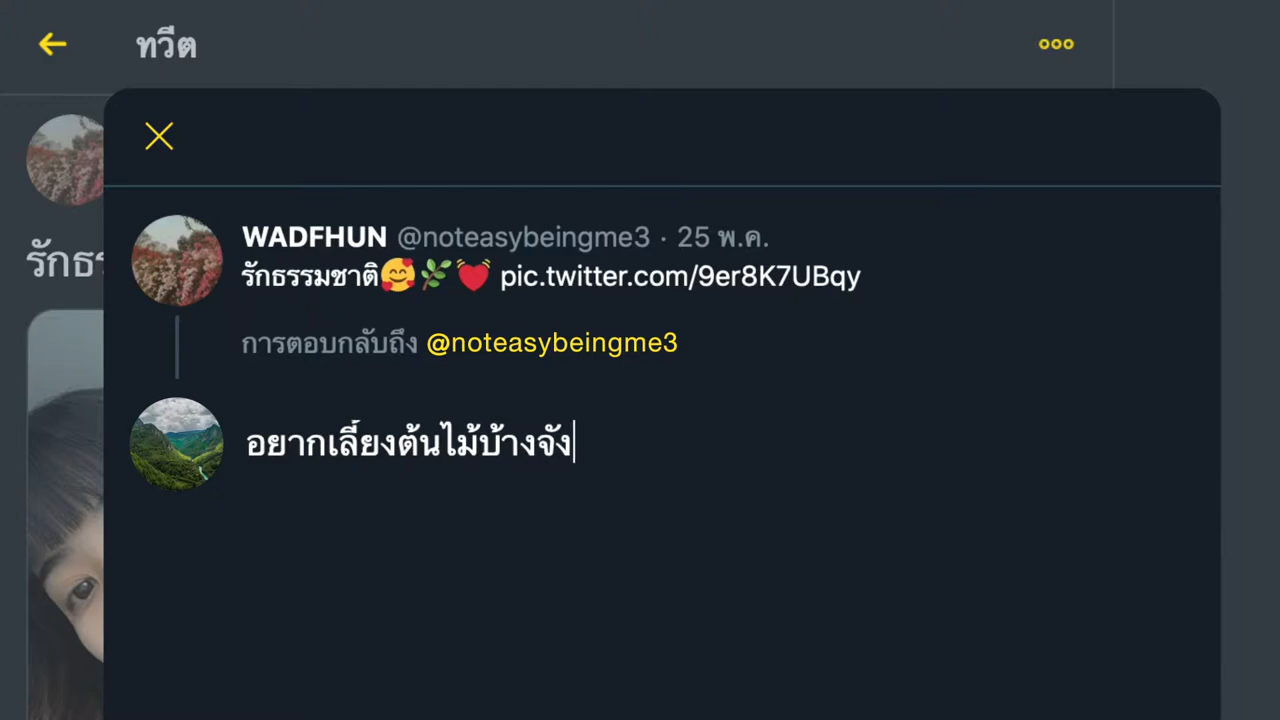 ทวีต
WADFHUN @noteasybeingme3 · 25 พ.ค.
รักธรรมชาติ🥰🌿💓 pic.twitter.com/9er8K7UBqy
การตอบกลับถึง @noteasybeingme3
อยากเลี้ยงต้นไม้บ้างจัง
รักธร